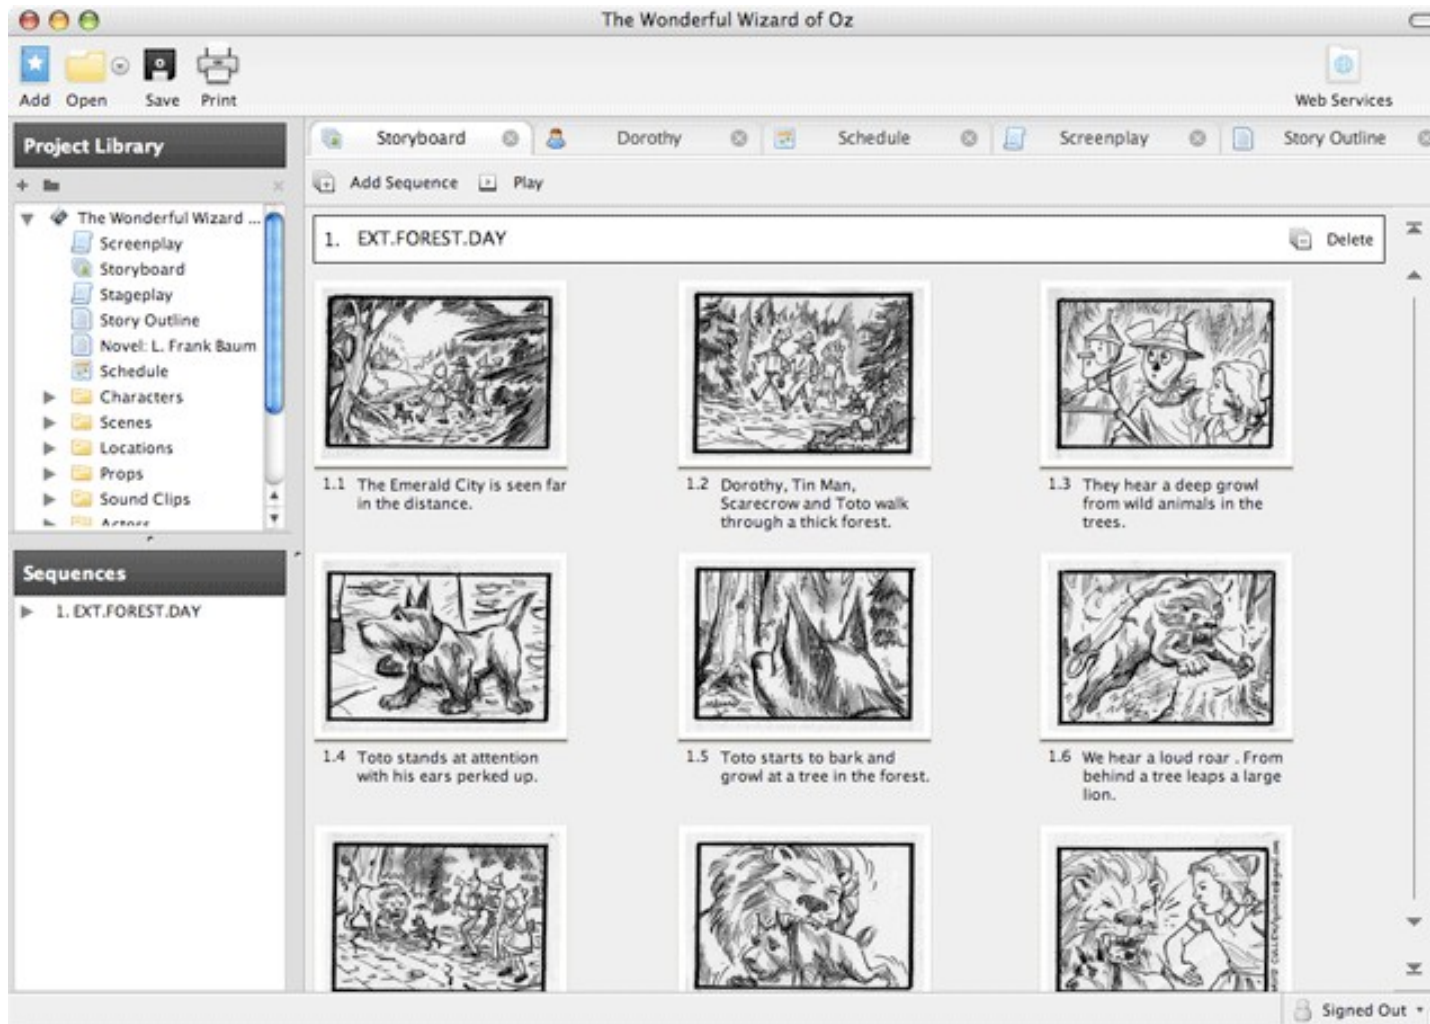 The Wonderful Wizard of Oz
Add Open Save Print
Web Services
Project Library
The Wonderful Wizard ...
Screenplay
Storyboard
Stageplay
Story Outline
Novel: L. Frank Baum
Schedule
Characters
Scenes
Locations
Props
Sound Clips
Actors
Sequences
1. EXT.FOREST.DAY
Storyboard Dorothy Schedule Screenplay Story Outline
Add Sequence Play
1. EXT.FOREST.DAY Delete
1.1 The Emerald City is seen far
in the distance.
1.2 Dorothy, Tin Man,
Scarecrow and Toto walk
through a thick forest.
1.3 They hear a deep growl
from wild animals in the
trees.
1.4 Toto stands at attention
with his ears perked up.
1.5 Toto starts to bark and
growl at a tree in the forest.
1.6 We hear a loud roar . From
behind a tree leaps a large
lion.
Signed Out